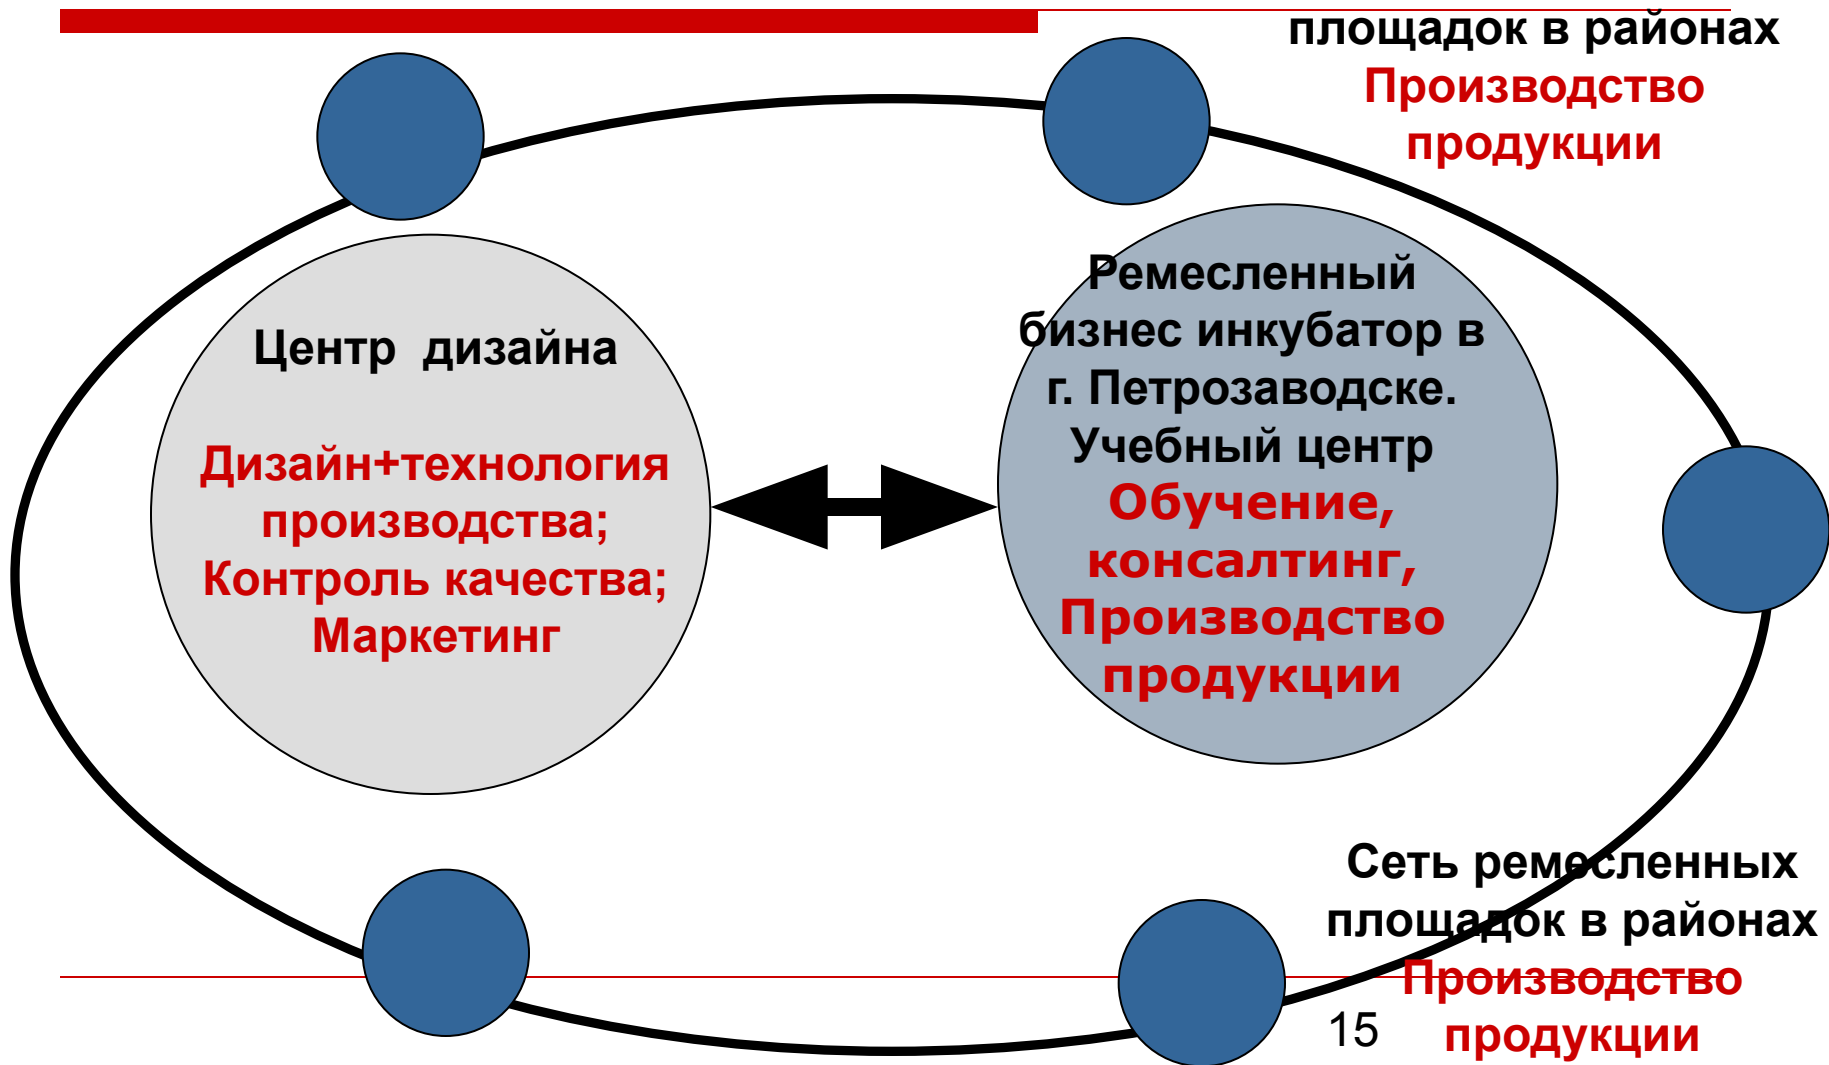 площадок в районах
Производство
продукции
Центр дизайна
Дизайн+технология
производства;
Контроль качества;
Маркетинг
Ремесленный
бизнес инкубатор в
г. Петрозаводске.
Учебный центр
Обучение,
консалтинг,
Производство
продукции
Сеть ремесленных
площадок в районах
Производство
продукции
15